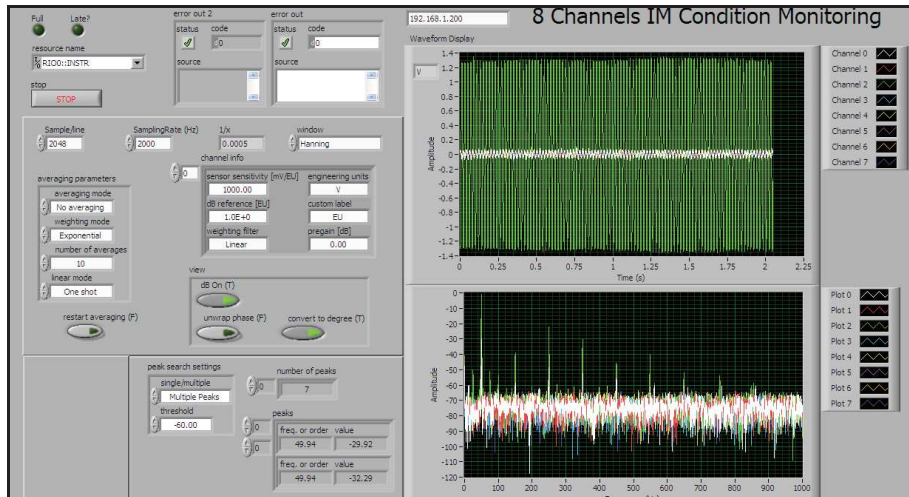 Full
Late?
error out 2
status code
0
source
error out
status code
0
source
192.168.1.200
8 Channels IM Condition Monitoring
resource name
RIO0::INSTR
stop
STOP
Waveform Display
V
Amplitude
1.4
1.2
1
0.8
0.6
0.4
0.2
0
-0.2
-0.4
-0.6
-0.8
-1
-1.2
-1.4
0 0.25 0.5 0.75 1 1.25 1.5 1.75 2 2.25
Time (s)
Channel 0
Channel 1
Channel 2
Channel 3
Channel 4
Channel 5
Channel 6
Channel 7
Sample/line
2048
SamplingRate (Hz)
2000
1/x
0.0005
window
Hanning
channel info
0
sensor sensitivity [mV/EU]
1000.00
engineering units
V
dB reference [EU]
1.0E+0
custom label
EU
weighting filter
Linear
pregain [dB]
0.00
averaging parameters
averaging mode
No averaging
weighting mode
Exponential
number of averages
10
linear mode
One shot
restart averaging (F)
view
dB On (T)
unwrap phase (F)
convert to degree (T)
peak search settings
single/multiple
Multiple Peaks
threshold
-60.00
number of peaks
0
7
peaks
0
0
freq. or order value
49.94 -29.92
freq. or order value
49.94 -32.29
Amplitude
0
-10
-20
-30
-40
-50
-60
-70
-80
-90
-100
-110
-120
0 100 200 300 400 500 600 700 800 900 1000
Plot 0
Plot 1
Plot 2
Plot 3
Plot 4
Plot 5
Plot 6
Plot 7